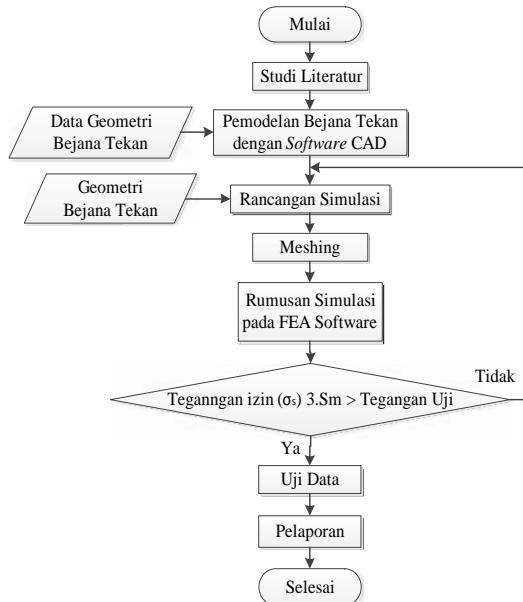 Mulai
Studi Literatur
Data Geometri
Bejana Tekan
Pemodelan Bejana Tekan
dengan Software CAD
Geometri
Bejana Tekan
Rancangan Simulasi
Meshing
Rumusan Simulasi
pada FEA Software
Tidak
Teganngan izin (σs) 3.Sm > Tegangan Uji
Ya
Uji Data
Pelaporan
Selesai